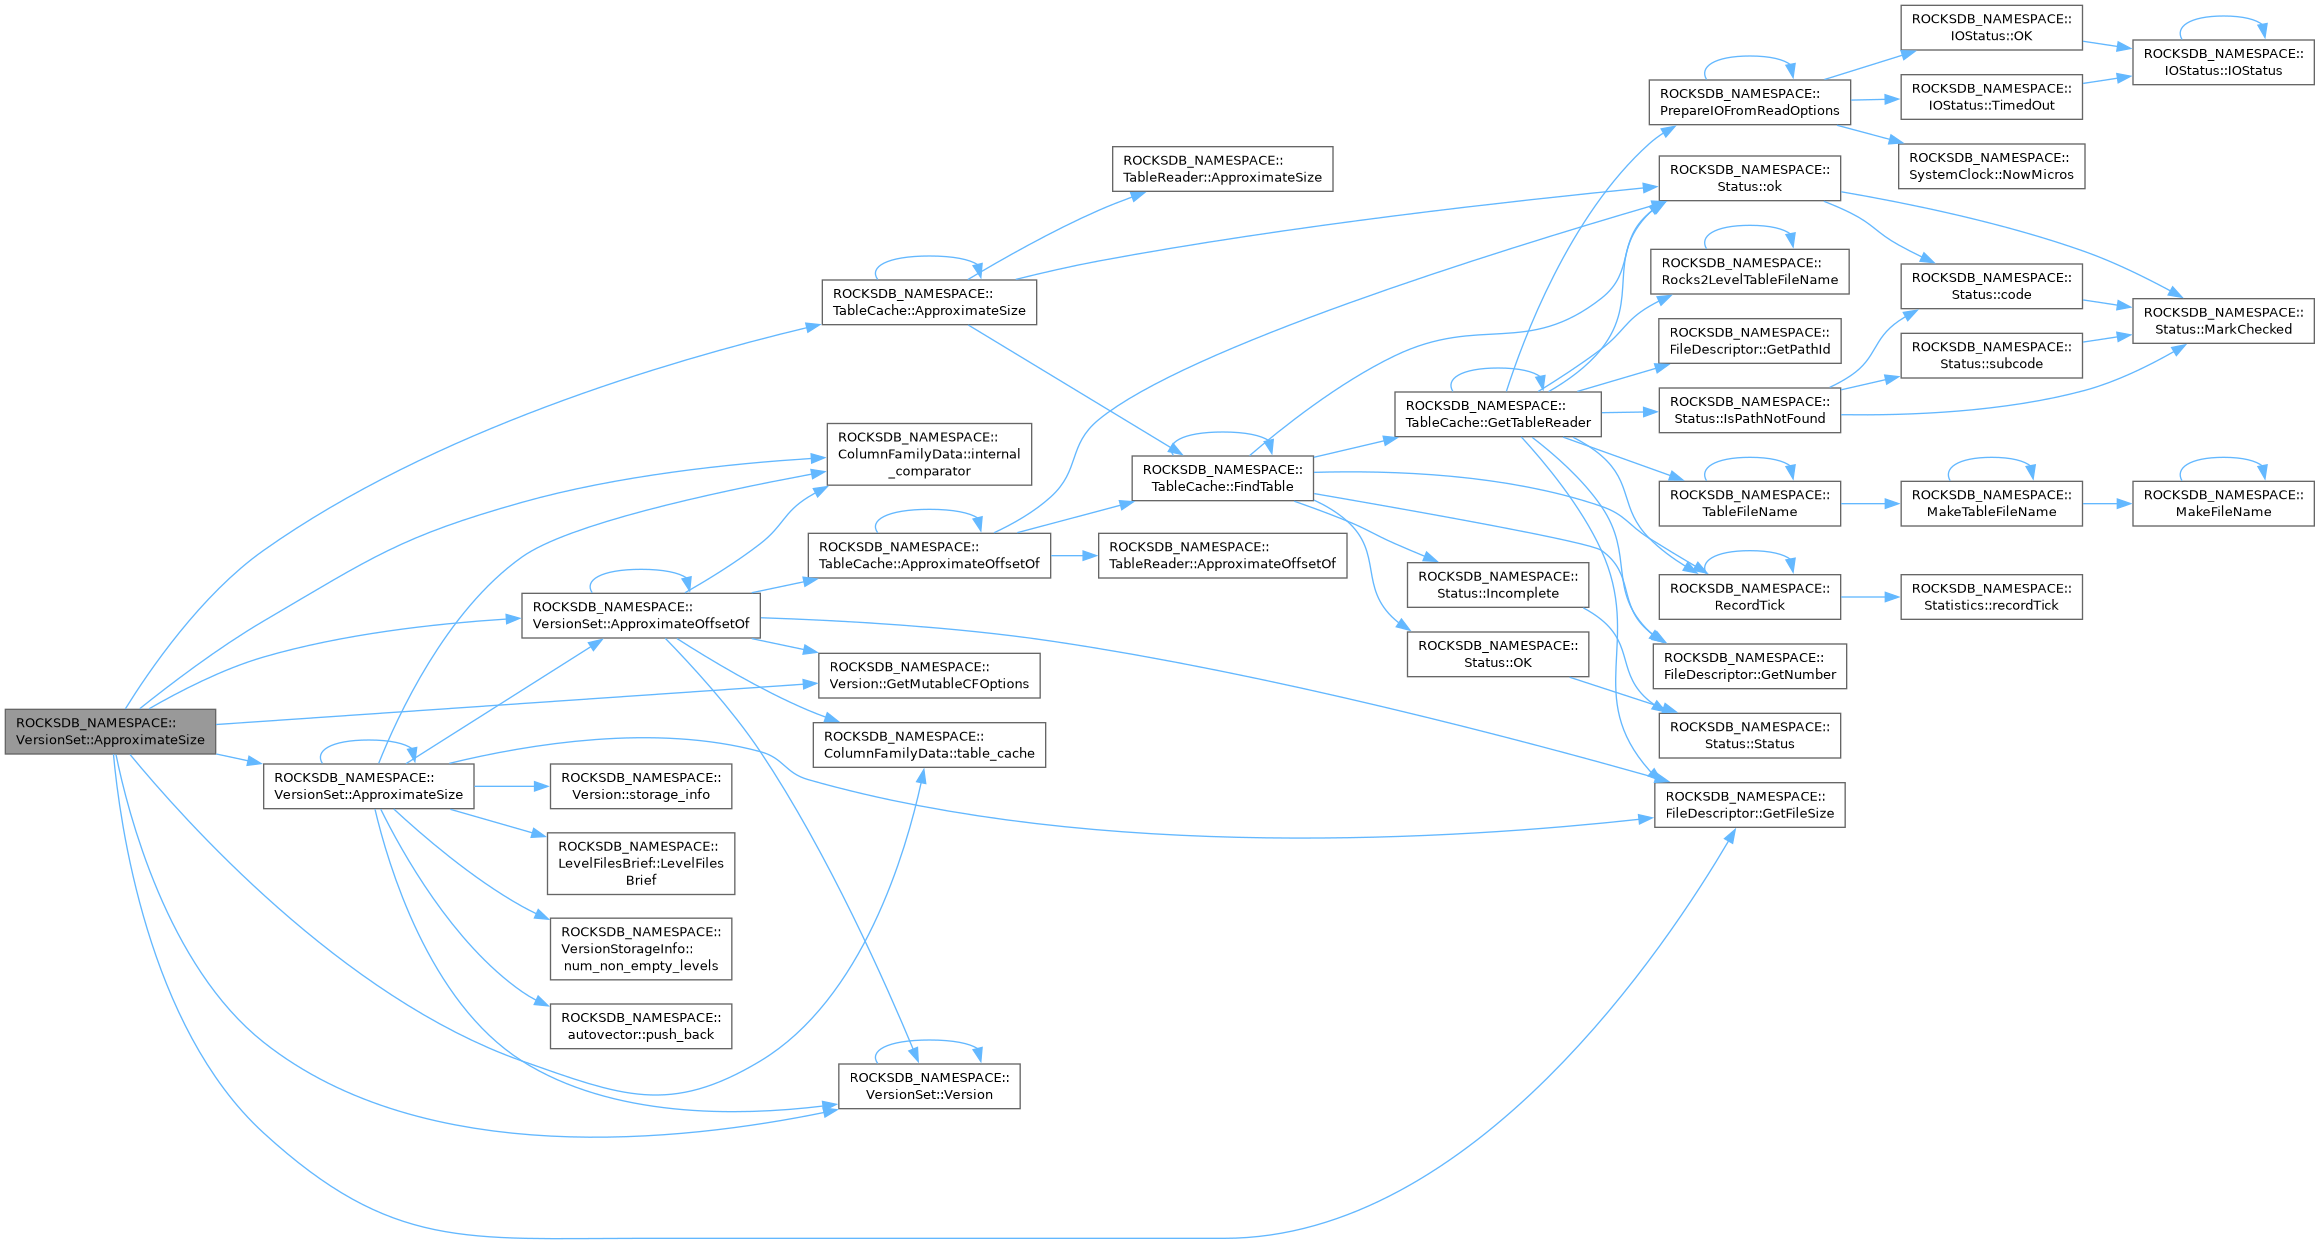 ROCKSDB_NAMESPACE::
VersionSet::ApproximateSize
ROCKSDB_NAMESPACE::
VersionSet::ApproximateSize
ROCKSDB_NAMESPACE::
VersionSet::ApproximateOffsetOf
ROCKSDB_NAMESPACE::
Version::storage_info
ROCKSDB_NAMESPACE::
LevelFilesBrief::LevelFiles
Brief
ROCKSDB_NAMESPACE::
VersionStorageInfo::
num_non_empty_levels
ROCKSDB_NAMESPACE::
autovector::push_back
ROCKSDB_NAMESPACE::
TableCache::ApproximateSize
ROCKSDB_NAMESPACE::
ColumnFamilyData::internal
_comparator
ROCKSDB_NAMESPACE::
TableCache::ApproximateOffsetOf
ROCKSDB_NAMESPACE::
Version::GetMutableCFOptions
ROCKSDB_NAMESPACE::
ColumnFamilyData::table_cache
ROCKSDB_NAMESPACE::
VersionSet::Version
ROCKSDB_NAMESPACE::
TableReader::ApproximateSize
ROCKSDB_NAMESPACE::
TableCache::FindTable
ROCKSDB_NAMESPACE::
TableReader::ApproximateOffsetOf
ROCKSDB_NAMESPACE::
TableCache::GetTableReader
ROCKSDB_NAMESPACE::
Status::Incomplete
ROCKSDB_NAMESPACE::
Status::OK
ROCKSDB_NAMESPACE::
PrepareIOFromReadOptions
ROCKSDB_NAMESPACE::
Status::ok
ROCKSDB_NAMESPACE::
Rocks2LevelTableFileName
ROCKSDB_NAMESPACE::
FileDescriptor::GetPathId
ROCKSDB_NAMESPACE::
Status::IsPathNotFound
ROCKSDB_NAMESPACE::
TableFileName
ROCKSDB_NAMESPACE::
RecordTick
ROCKSDB_NAMESPACE::
FileDescriptor::GetNumber
ROCKSDB_NAMESPACE::
Status::Status
ROCKSDB_NAMESPACE::
FileDescriptor::GetFileSize
ROCKSDB_NAMESPACE::
IOStatus::OK
ROCKSDB_NAMESPACE::
IOStatus::TimedOut
ROCKSDB_NAMESPACE::
SystemClock::NowMicros
ROCKSDB_NAMESPACE::
Status::code
ROCKSDB_NAMESPACE::
Status::subcode
ROCKSDB_NAMESPACE::
MakeTableFileName
ROCKSDB_NAMESPACE::
Statistics::recordTick
ROCKSDB_NAMESPACE::
IOStatus::IOStatus
ROCKSDB_NAMESPACE::
Status::MarkChecked
ROCKSDB_NAMESPACE::
MakeFileName